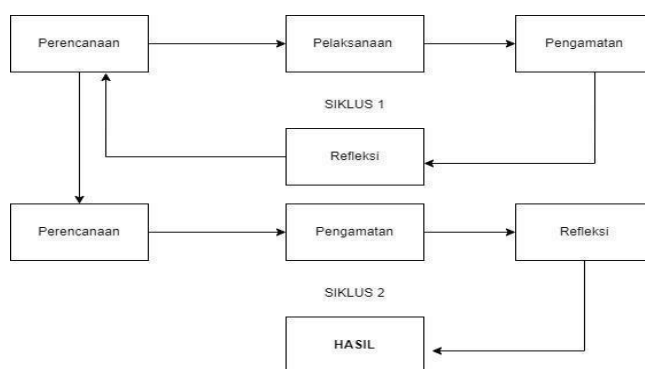 Perencanaan
Pelaksanaan
Pengamatan
SIKLUS 1
Refleksi
Perencanaan
Pengamatan
Refleksi
SIKLUS 2
HASIL